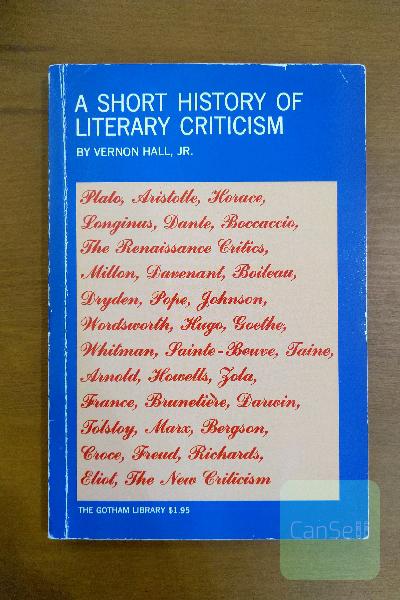 A SHORT HISTORY OF
LITERARY CRITICISM
BY VERNON HALL, JR.
Plato, Aristotle, Horace,
Longinus, Dante, Boccaccio,
The Renaissance Critics,
Milton, Davenant, Boileau,
Dryden, Pope, Johnson,
Wordsworth, Hugo, Goethe,
Whitman, Sainte-Beuve, Taine,
Arnold, Howells, Zola,
France, Brunetière, Darwin,
Tolstoy, Marx, Bergson,
Croce, Freud, Richards,
Eliot, The New Criticism
THE GOTHAM LIBRARY $1.95
CanSell